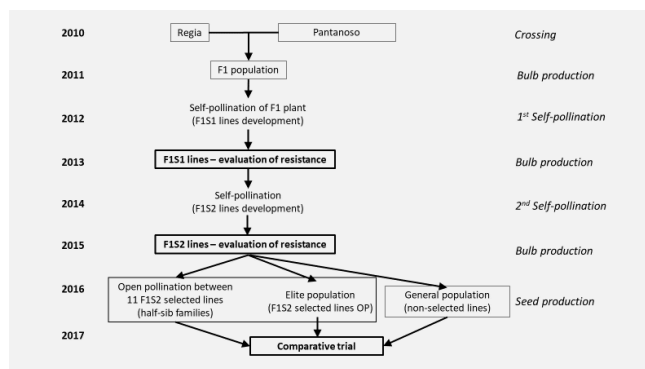 2010 Regia Pantanoso Crossing
2011 F1 population Bulb production
Self-pollination of F1 plant
2012 (F1S1 lines development) 1st Self-pollination
2013 F1S1 lines – evaluation of resistance Bulb production
Self-pollination
2014 (F1S2 lines development) 2nd Self-pollination
2015 F1S2 lines – evaluation of resistance Bulb production
Open pollination between
2016 11 F1S2 selected lines Elite population General population Seed production
(half-sib families) (F1S2 selected lines OP) (non-selected lines)
2017 Comparative trial